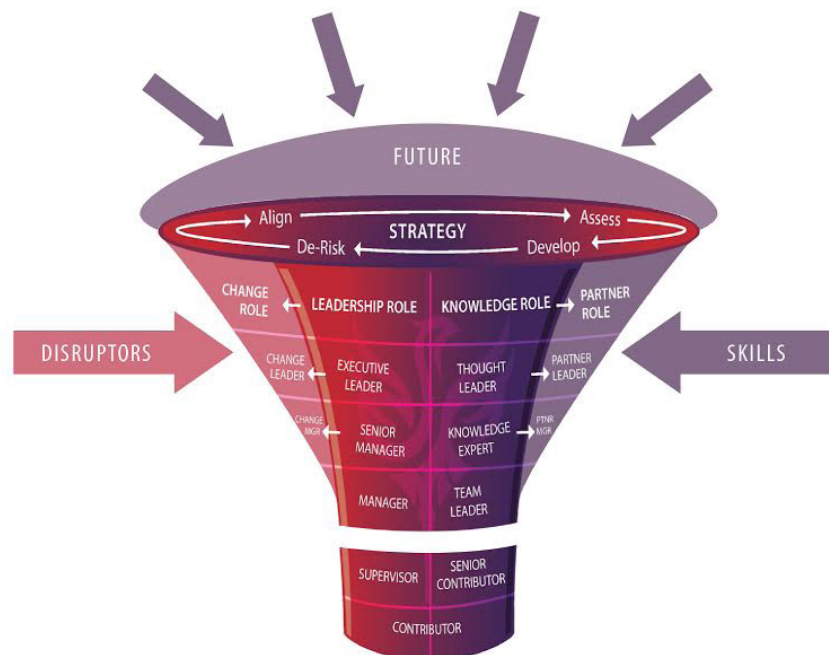 FUTURE
Align
Assess
STRATEGY
De-Risk
Develop
CHANGE
ROLE
LEADERSHIP ROLE
KNOWLEDGE ROLE
PARTNER
ROLE
DISRUPTORS
SKILLS
CHANGE
LEADER
EXECUTIVE
LEADER
THOUGHT
LEADER
PARTNER
LEADER
CHANGE
MGR
SENIOR
MANAGER
KNOWLEDGE
EXPERT
PTNR
MGR
MANAGER
TEAM
LEADER
SUPERVISOR
SENIOR
CONTRIBUTOR
CONTRIBUTOR